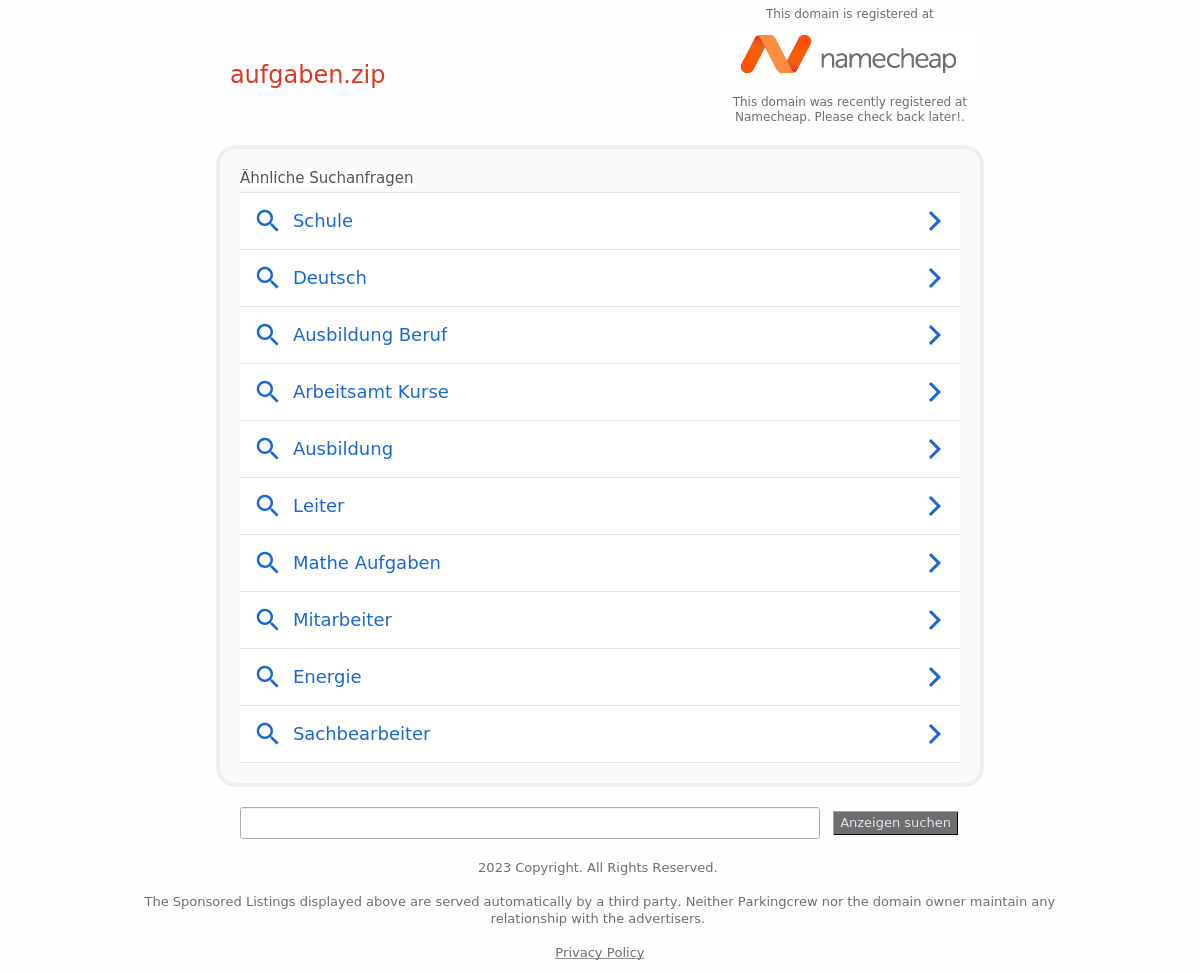 This domain is registered at
namecheap
aufgaben.zip
This domain was recently registered at
Namecheap. Please check back later!.
Ähnliche Suchanfragen
Schule
Deutsch
Ausbildung Beruf
Arbeitsamt Kurse
Ausbildung
Leiter
Mathe Aufgaben
Mitarbeiter
Energie
Sachbearbeiter
Anzeigen suchen
2023 Copyright. All Rights Reserved.
The Sponsored Listings displayed above are served automatically by a third party. Neither Parkingcrew nor the domain owner maintain any
relationship with the advertisers.
Privacy Policy